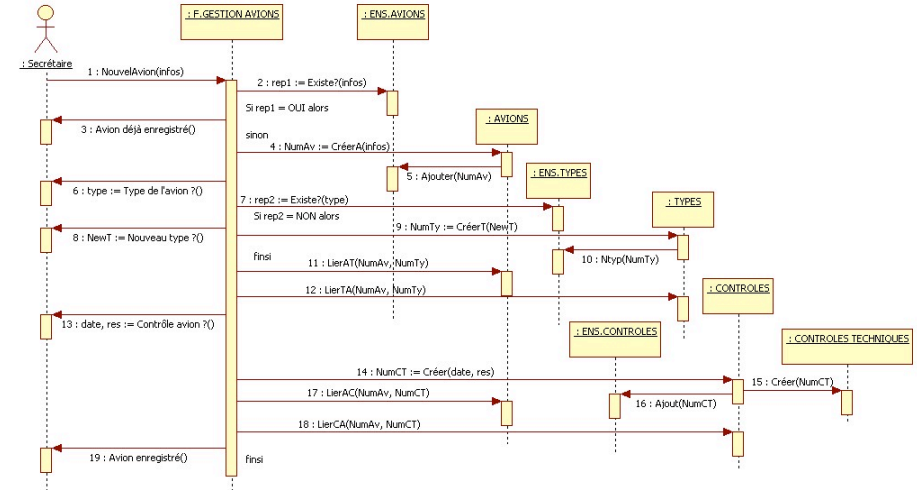 : F.GESTION AVIONS
: ENS.AVIONS
: Secrétaire
1 : NouvelAvion(infos)
2 : rep1 := Existe?(infos)
Si rep1 = OUI alors
3 : Avion déjà enregistré()
: AVIONS
sinon
4 : NumAv := CréerA(infos)
5 : Ajouter(NumAv)
: ENS.TYPES
6 : type := Type de l'avion ?()
7 : rep2 := Existe?(type)
: TYPES
Si rep2 = NON alors
8 : NewT := Nouveau type ?()
9 : NumTy := CréerT(NewT)
finsi
10 : Ntyp(NumTy)
11 : LierAT(NumAv, NumTy)
12 : LierTA(NumAv, NumTy)
: CONTROLES
13 : date, res := Contrôle avion ?()
: ENS.CONTROLES
: CONTROLES TECHNIQUES
14 : NumCT := Créer(date, res)
15 : Créer(NumCT)
17 : LierAC(NumAv, NumCT)
16 : Ajout(NumCT)
18 : LierCA(NumAv, NumCT)
19 : Avion enregistré()
finsi